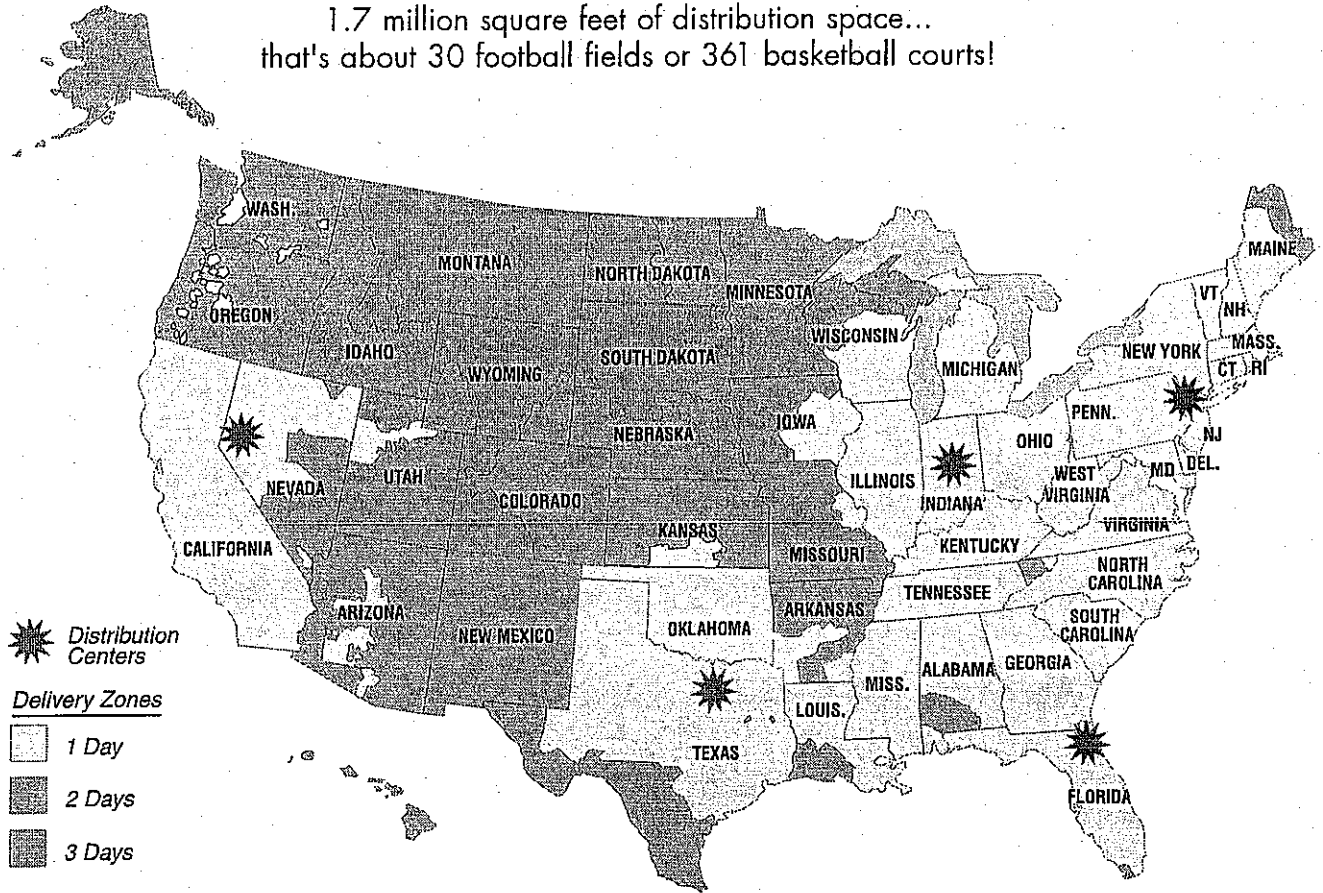 1.7 million square feet of distribution space...
that's about 30 football fields or 361 basketball courts!
WASH.
MONTANA
NORTH DAKOTA
MINNESOTA
MAINE
VT
NH
OREGON
IDAHO
WYOMING
SOUTH DAKOTA
WISCONSIN
MICHIGAN
NEW YORK
MASS.
CT
RI
PENN.
NJ
IOWA
NEBRASKA
OHIO
MD
DEL.
NEVADA
UTAH
COLORADO
ILLINOIS
INDIANA
WEST
VIRGINIA
VIRGINIA
CALIFORNIA
KANSAS
MISSOURI
KENTUCKY
NORTH
CAROLINA
TENNESSEE
ARIZONA
NEW MEXICO
OKLAHOMA
ARKANSAS
SOUTH
CAROLINA
MISS.
ALABAMA
GEORGIA
LOUIS.
TEXAS
FLORIDA
Distribution
Centers
Delivery Zones
1 Day
2 Days
3 Days